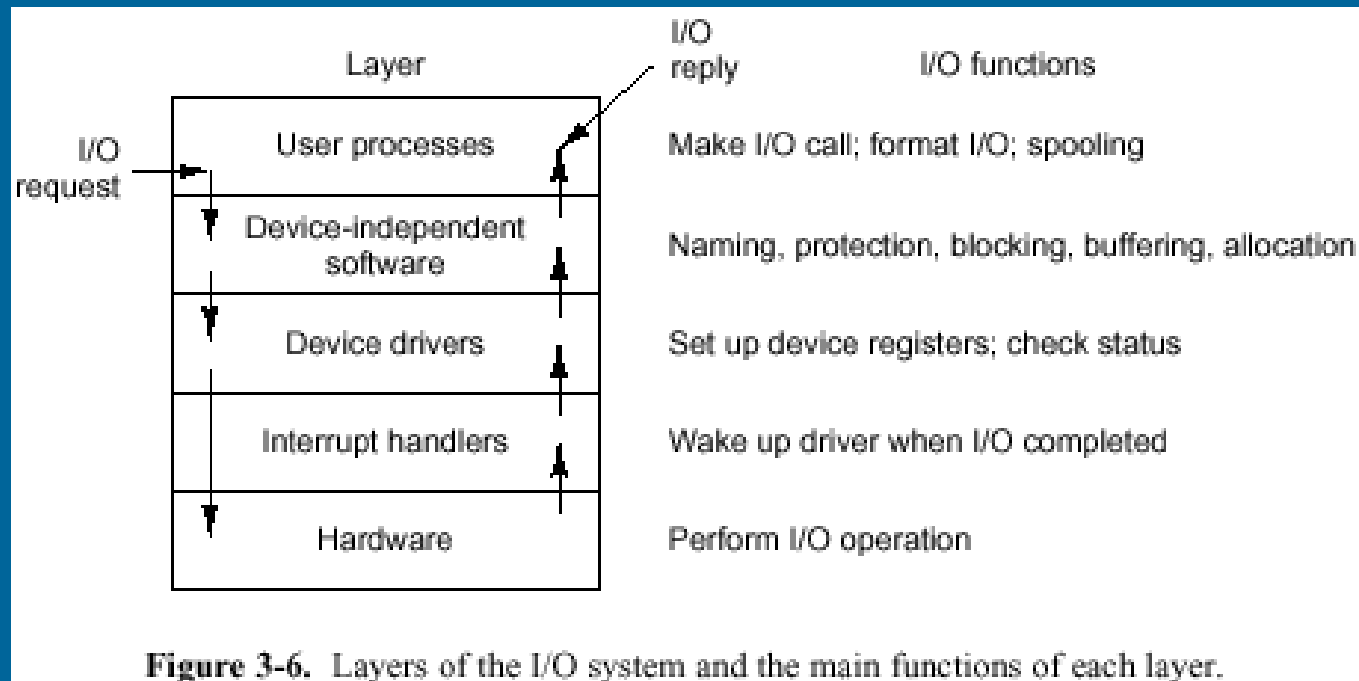 Layer
I/O
reply
I/O functions
I/O
request
User processes
Make I/O call; format I/O; spooling
Device-independent
software
Naming, protection, blocking, buffering, allocation
Device drivers
Set up device registers; check status
Interrupt handlers
Wake up driver when I/O completed
Hardware
Perform I/O operation
Figure 3-6. Layers of the I/O system and the main functions of each layer.